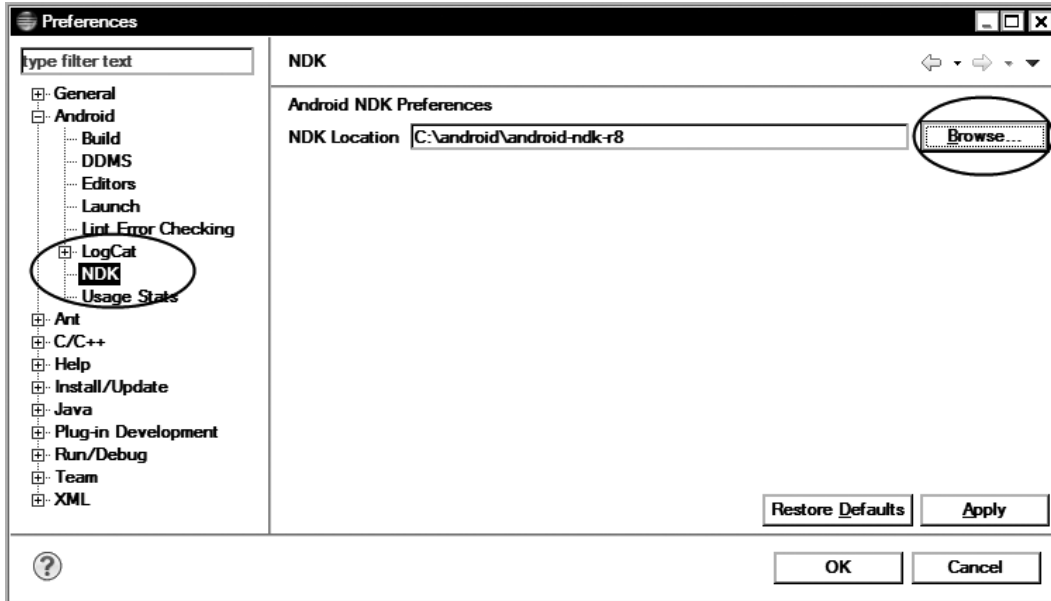 Preferences
type filter text
General
Android
Build
DDMS
Editors
Launch
Lint Error Checking
LogCat
NDK
Usage Stats
Ant
C/C++
Help
Install/Update
Java
Plug-in Development
Run/Debug
Team
XML
NDK
Android NDK Preferences
NDK Location C:\android\android-ndk-r8 Browse...
Restore Defaults Apply
? OK Cancel